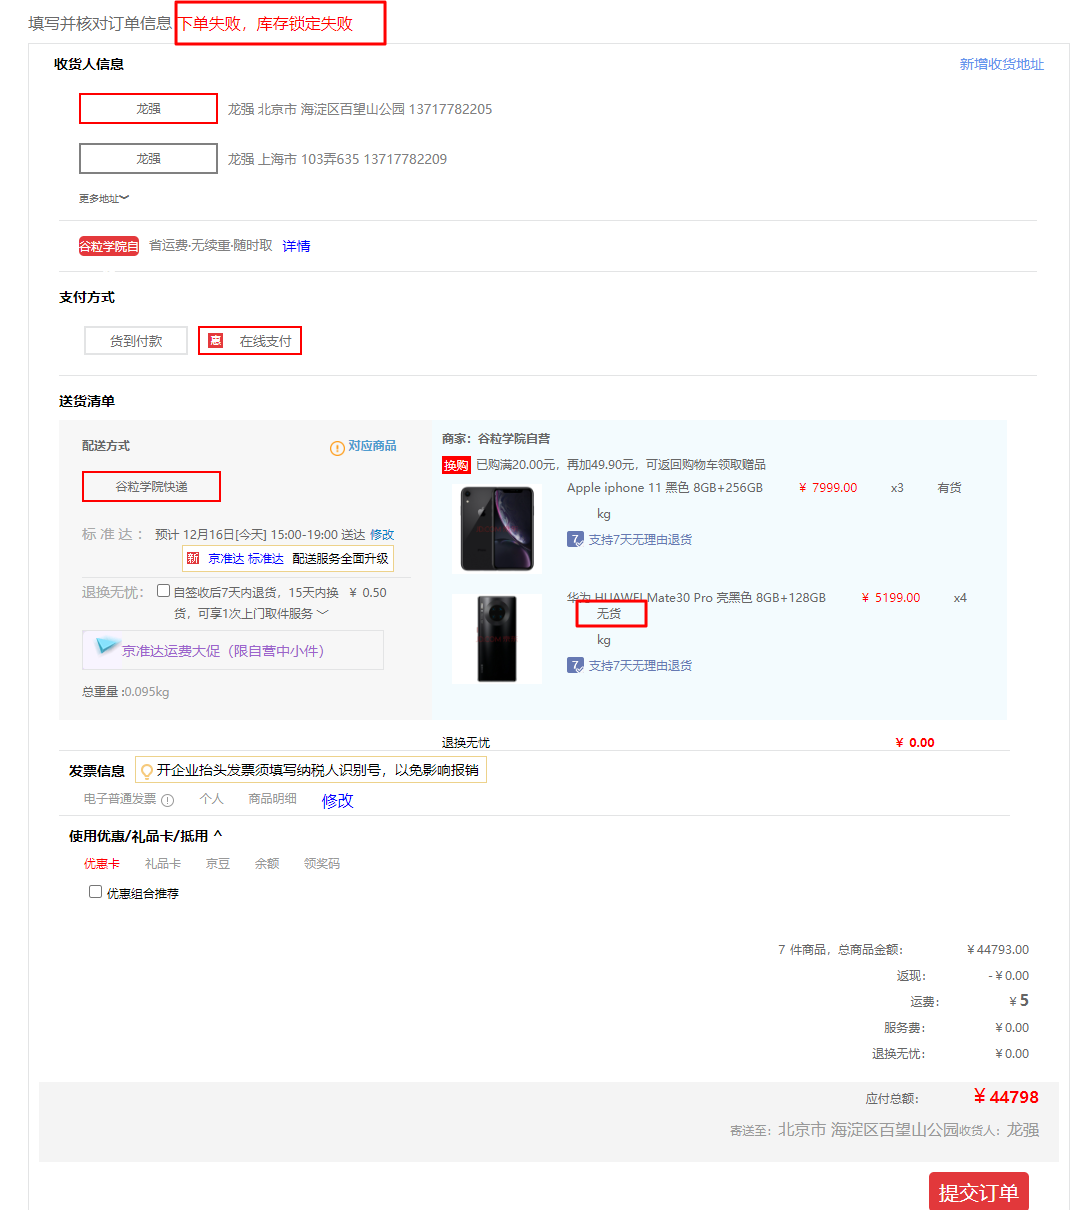 填写并核对订单信息 下单失败，库存锁定失败
收货人信息 新增收货地址
龙强 龙强 北京市 海淀区百望山公园 13717782205
龙强 龙强 上海市 103弄635 13717782209
更多地址
谷粒学院自 省运费·无续重·随时取 详情
支付方式
货到付款 惠 在线支付
送货清单
配送方式 对应商品
谷粒学院快递
标 准 达 ： 预计 12月16日[今天] 15:00-19:00 送达 修改
新 京准达 标准达 配送服务全面升级
退换无忧： 自签收后7天内退货，15天内换 ￥ 0.50
货，可享1次上门取件服务
京准达运费大促（限自营中小件）
总重量 :0.095kg
商家：谷粒学院自营
换购 已购满20.00元，再加49.90元，可返回购物车领取赠品
Apple iphone 11 黑色 8GB+256GB ￥ 7999.00 x3 有货
kg
7 支持7天无理由退货
华为 HUAWEI Mate30 Pro 亮黑色 8GB+128GB ￥ 5199.00 x4
无货
kg
7 支持7天无理由退货
退换无忧 ￥ 0.00
发票信息 开企业抬头发票须填写纳税人识别号，以免影响报销
电子普通发票 个人 商品明细 修改
使用优惠/礼品卡/抵用 ^
优惠卡 礼品卡 京豆 余额 领奖码
优惠组合推荐
7 件商品，总商品金额： ￥44793.00
返现： -￥0.00
运费： ￥5
服务费： ￥0.00
退换无忧： ￥0.00
应付总额： ￥44798
寄送至: 北京市 海淀区百望山公园收货人：龙强
提交订单